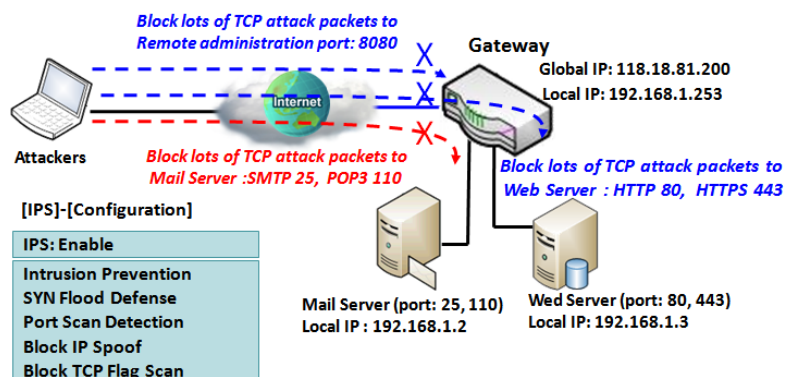 Block lots of TCP attack packets to
Remote administration port: 8080
Gateway
Global IP: 118.18.81.200
Local IP: 192.168.1.253
Internet
Attackers
Block lots of TCP attack packets to
Mail Server :SMTP 25, POP3 110
Block lots of TCP attack packets to
Web Server : HTTP 80, HTTPS 443
[IPS]-[Configuration]
IPS: Enable
Intrusion Prevention
SYN Flood Defense
Port Scan Detection
Block IP Spoof
Block TCP Flag Scan
Mail Server (port: 25, 110)
Local IP : 192.168.1.2
Wed Server (port: 80, 443)
Local IP: 192.168.1.3